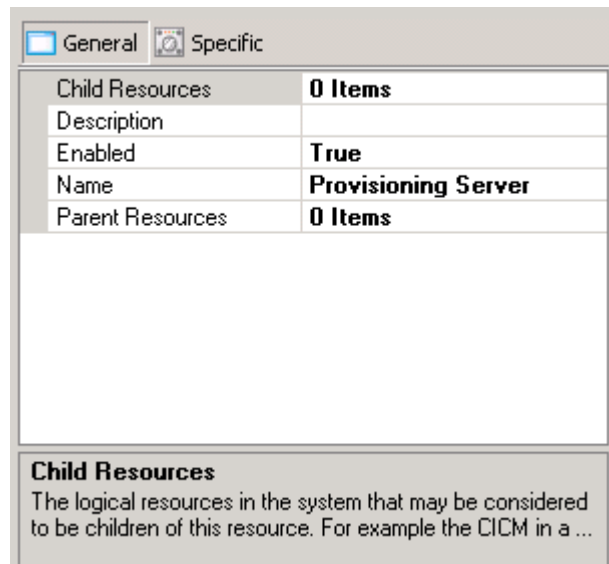 General Specific
Child Resources 0 Items
Description
Enabled True
Name Provisioning Server
Parent Resources 0 Items
Child Resources
The logical resources in the system that may be considered
to be children of this resource. For example the CICM in a ...